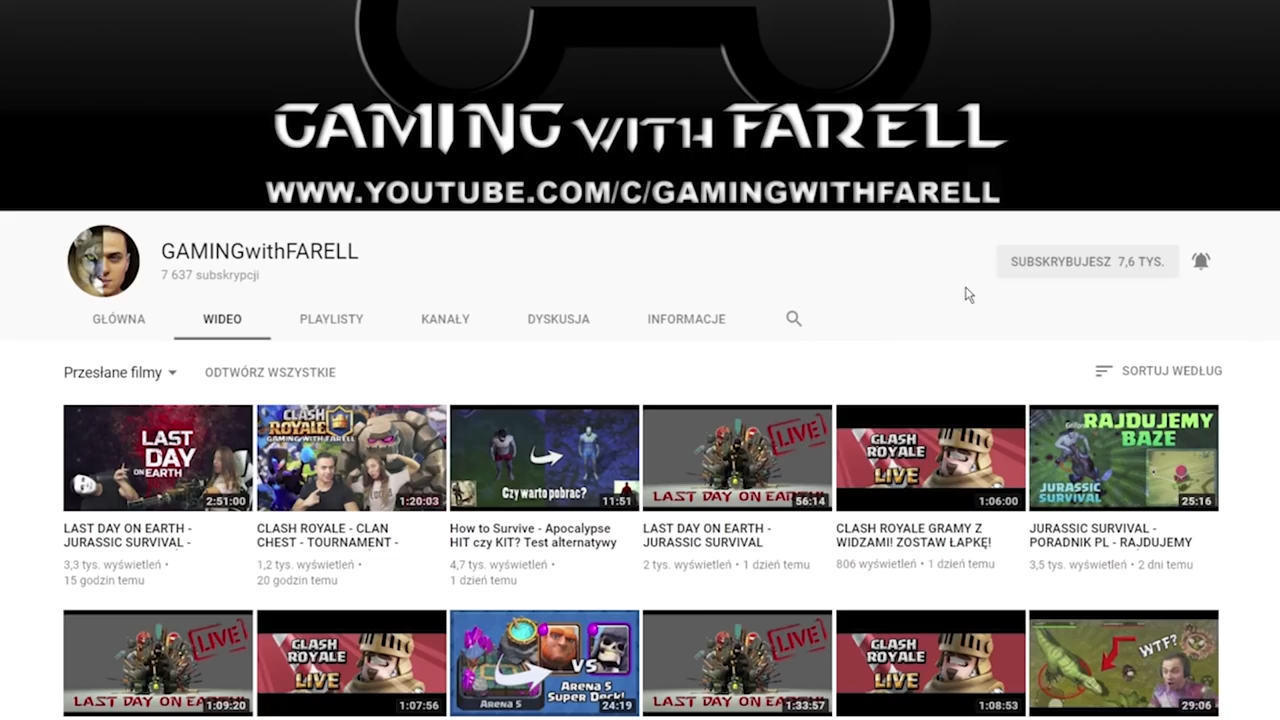 GAMING WITH FARELL
WWW.YOUTUBE.COM/C/GAMINGWITHFARELL
GAMINGwithFARELL
7 637 subskrypcji
SUBSKRYBUJESZ 7,6 TYS.
GŁÓWNA WIDEO PLAYLISTY KANAŁY DYSKUSJA INFORMACJE
Przesłane filmy ODTWÓRZ WSZYSTKIE SORTUJ WEDŁUG
LAST
DAY
ON EARTH
2:51:00
CLASH
ROYALE
GAMING WITH FARELL
1:20:03
Czy warto pobrac?
11:51
LIVE
LAST DAY ON EARTH
56:14
CLASH
ROYALE
LIVE
1:06:00
RAJDUJEMY
BAZE
JURASSIC
SURVIVAL
25:16
LAST DAY ON EARTH -
JURASSIC SURVIVAL -
3,3 tys. wyświetleń •
15 godzin temu
CLASH ROYALE - CLAN
CHEST - TOURNAMENT -
1,2 tys. wyświetleń •
20 godzin temu
How to Survive - Apocalypse
HIT czy KIT? Test alternatywy
4,7 tys. wyświetleń •
1 dzień temu
LAST DAY ON EARTH -
JURASSIC SURVIVAL
2 tys. wyświetleń • 1 dzień temu
CLASH ROYALE GRAMY Z
WIDZAMI! ZOSTAW ŁAPKĘ!
806 wyświetleń • 1 dzień temu
JURASSIC SURVIVAL -
PORADNIK PL - RAJDUJEMY
3,5 tys. wyświetleń • 2 dni temu
LIVE
LAST DAY ON EARTH
1:09:20
CLASH
ROYALE
LIVE
1:07:56
VS
Arena 5
Arena 5
Super Deck!
24:19
LIVE
LAST DAY ON EARTH
1:33:57
CLASH
ROYALE
LIVE
1:08:53
WTF?
29:06